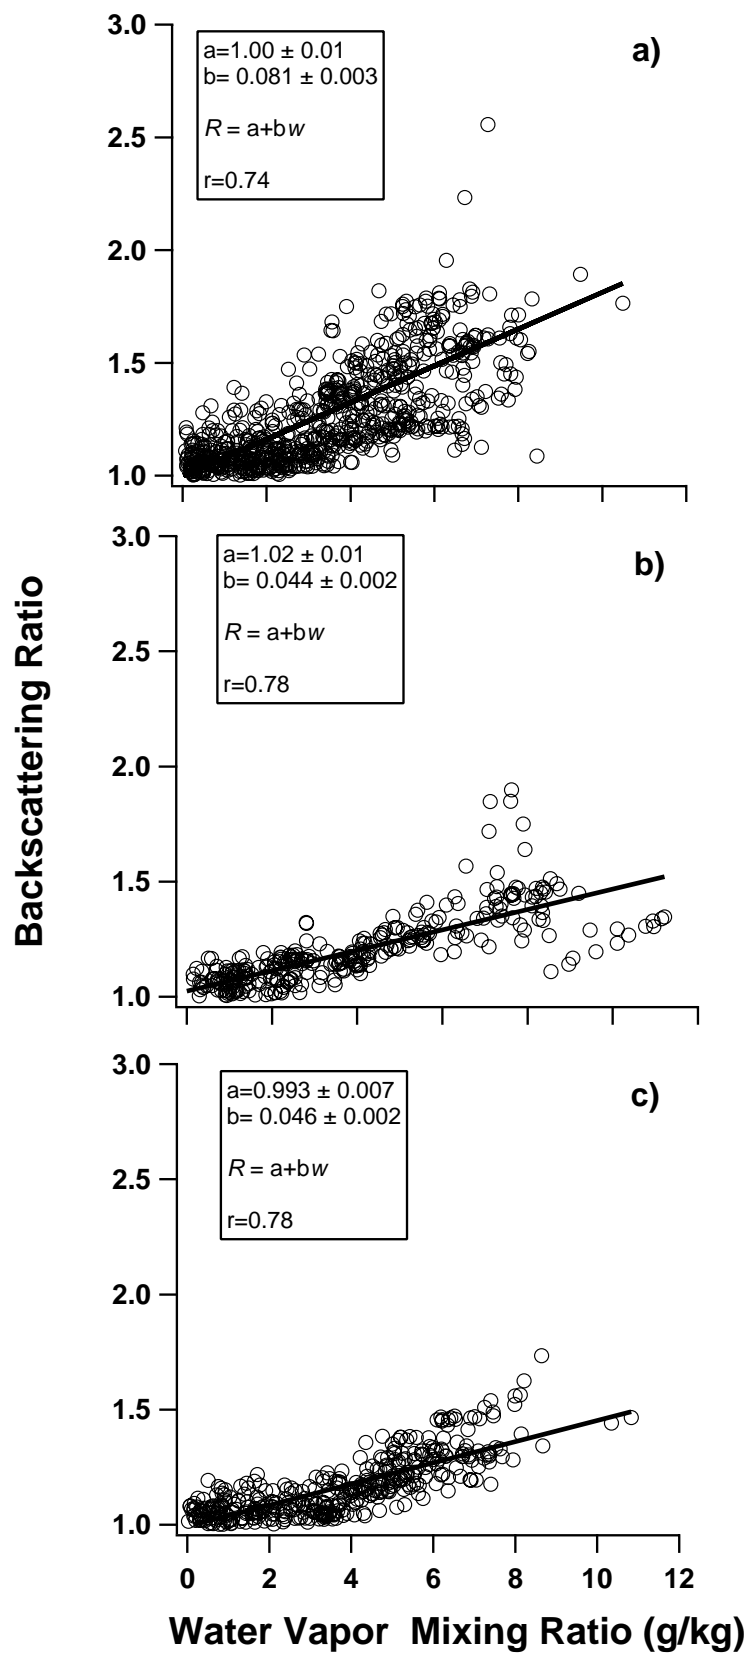 3.0
a=1.00 ± 0.01
b= 0.081 ± 0.003
R = a+bw
r=0.74
a)
2.5
2.0
1.5
1.0
3.0
a=1.02 ± 0.01
b= 0.044 ± 0.002
R = a+bw
r=0.78
b)
2.5
2.0
1.5
1.0
Backscattering Ratio
3.0
a=0.993 ± 0.007
b= 0.046 ± 0.002
R = a+bw
r=0.78
c)
2.5
2.0
1.5
1.0
0 2 4 6 8 10 12
Water Vapor  Mixing Ratio (g/kg)